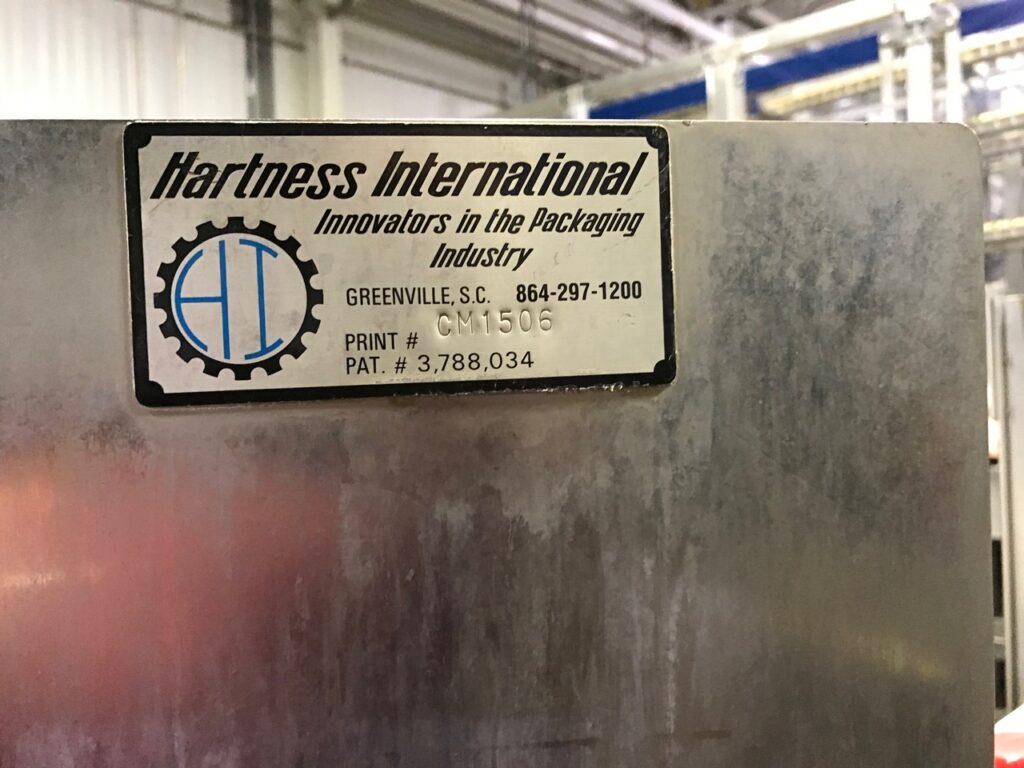 Hartness International
Innovators in the Packaging
Industry
HI
GREENVILLE, S.C. 864-297-1200
PRINT # CM1506
PAT. # 3,788,034